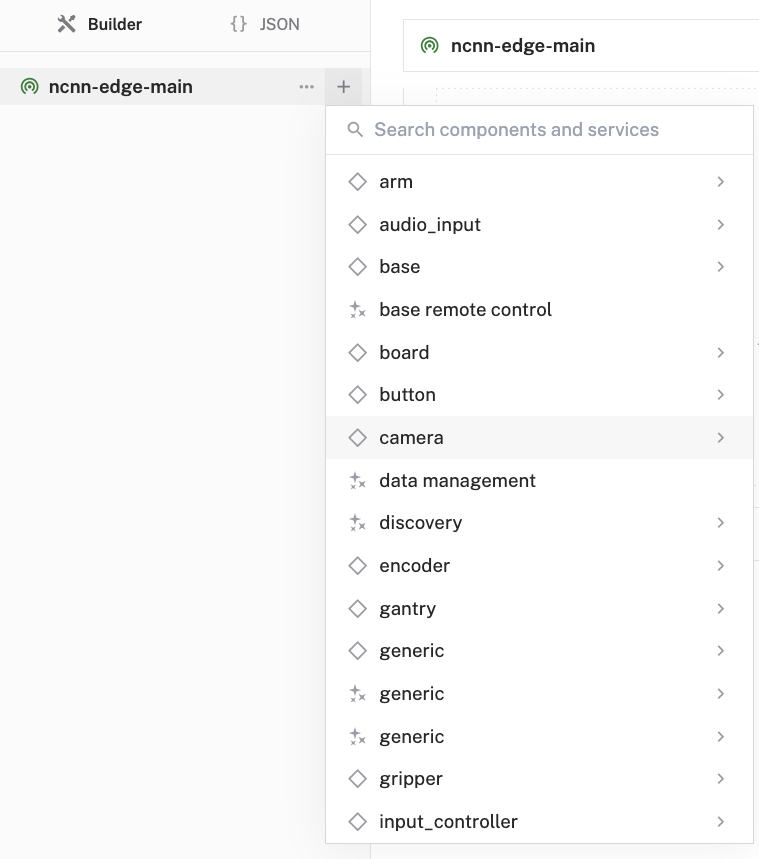 Builder
{} JSON
ncnn-edge-main
ncnn-edge-main
Search components and services
arm
audio_input
base
base remote control
board
button
camera
data management
discovery
encoder
gantry
generic
generic
generic
gripper
input_controller